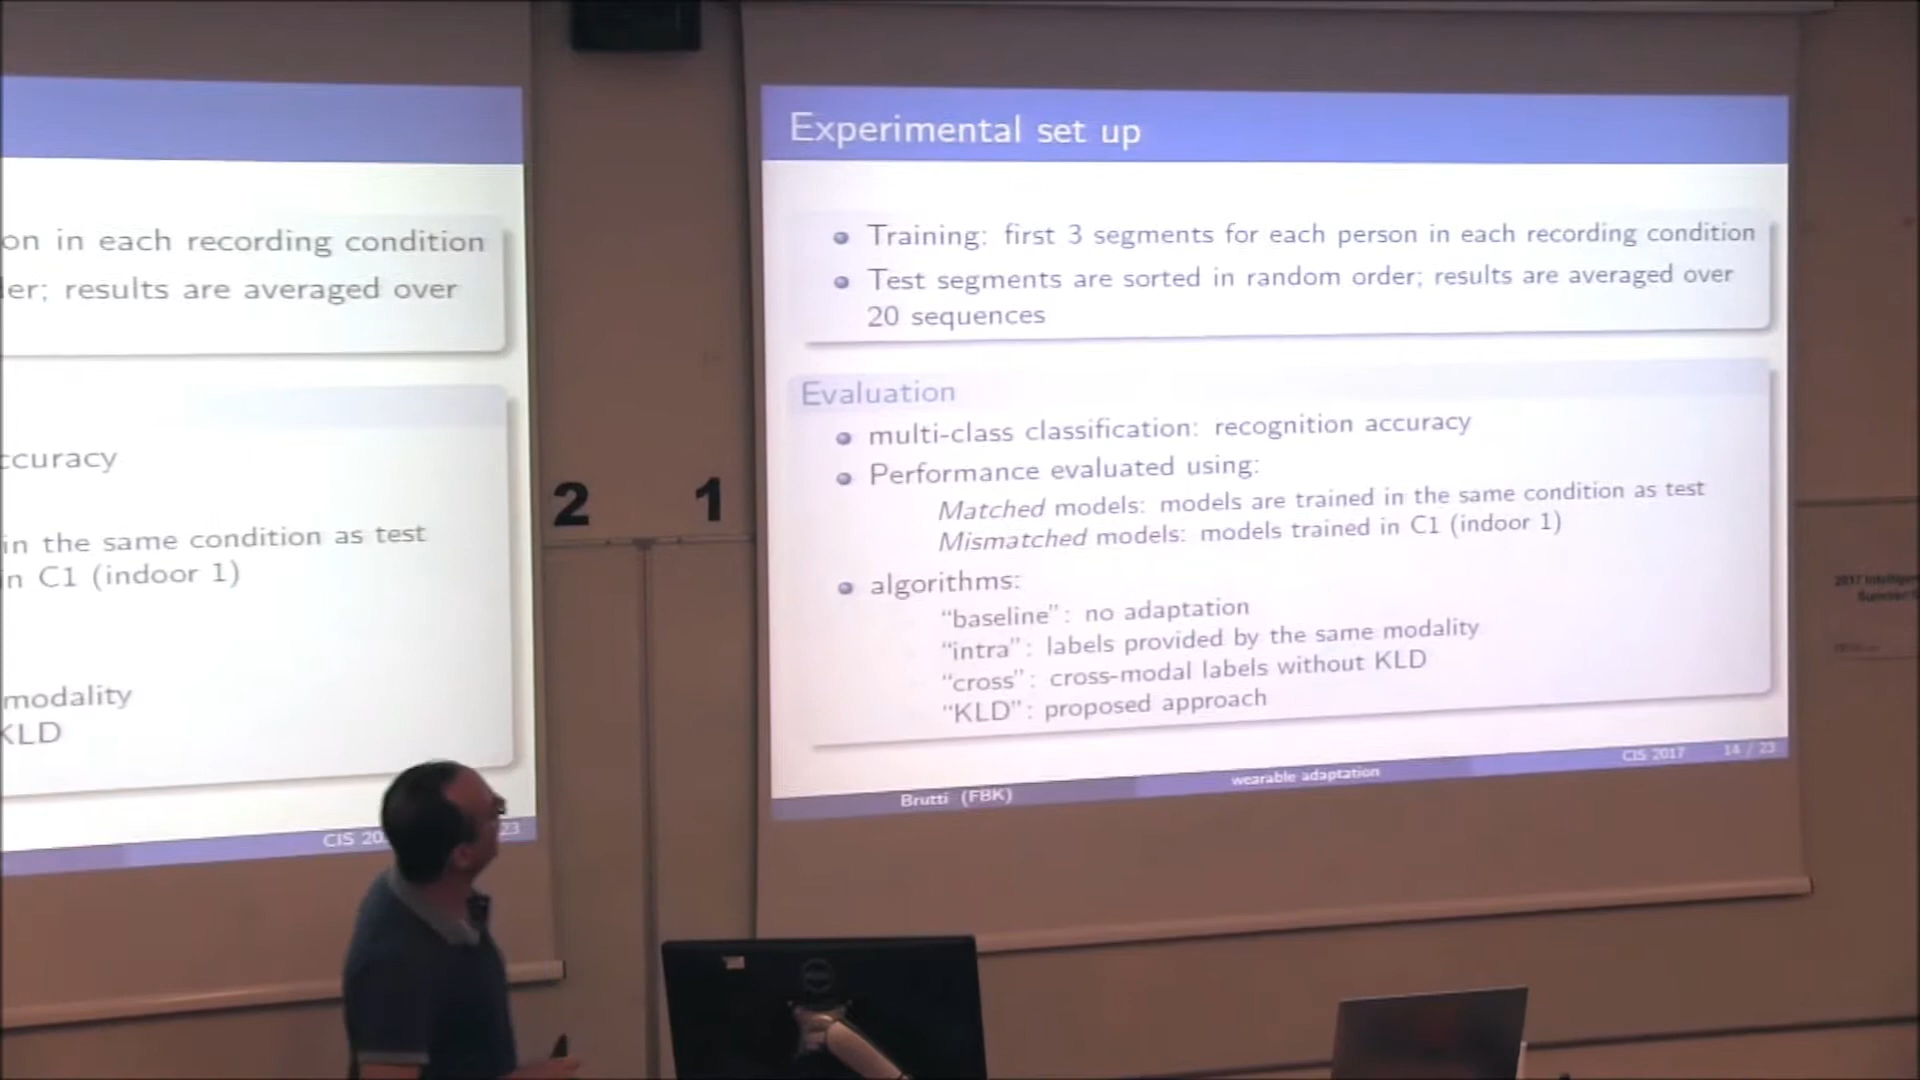 on in each recording condition
er; results are averaged over
ccuracy
in the same condition as test
n C1 (indoor 1)
modality
KLD
CIS 20
23
2
1
Experimental set up
Training: first 3 segments for each person in each recording condition
Test segments are sorted in random order; results are averaged over
20 sequences
Evaluation
multi-class classification: recognition accuracy
Performance evaluated using:
Matched models: models are trained in the same condition as test
Mismatched models: models trained in C1 (indoor 1)
algorithms:
"baseline": no adaptation
"intra": labels provided by the same modality
"cross": cross-modal labels without KLD
"KLD": proposed approach
Brutti (FBK)
wearable adaptation
CIS 2017
14 / 23